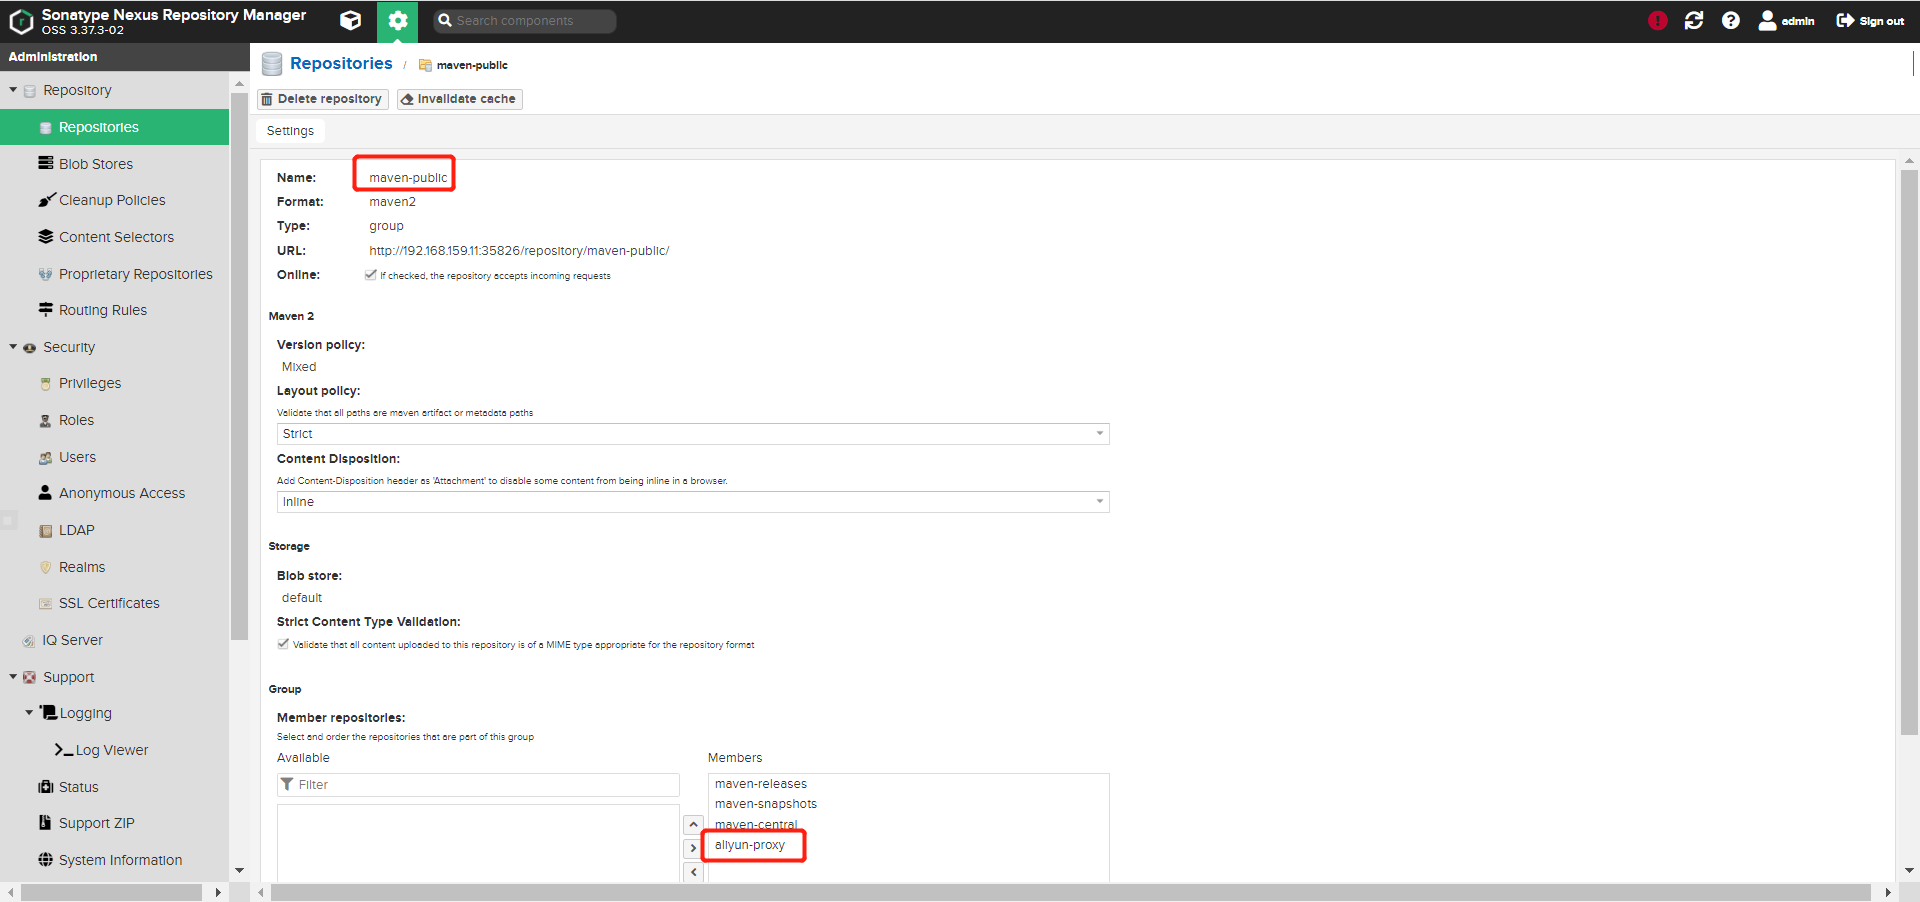 Sonatype Nexus Repository Manager
OSS 3.37.3-02
Search components
admin
Sign out
Administration
Repository
Repositories
Blob Stores
Cleanup Policies
Content Selectors
Proprietary Repositories
Routing Rules
Security
Privileges
Roles
Users
Anonymous Access
LDAP
Realms
SSL Certificates
IQ Server
Support
Logging
Log Viewer
Status
Support ZIP
System Information
Repositories / maven-public
Delete repository
Invalidate cache
Settings
Name: maven-public
Format: maven2
Type: group
URL: http://192.168.159.11:35826/repository/maven-public/
Online: If checked, the repository accepts incoming requests
Maven 2
Version policy:
Mixed
Layout policy:
Validate that all paths are maven artifact or metadata paths
Strict
Content Disposition:
Add Content-Disposition header as 'Attachment' to disable some content from being inline in a browser.
Inline
Storage
Blob store:
default
Strict Content Type Validation:
Validate that all content uploaded to this repository is of a MIME type appropriate for the repository format
Group
Member repositories:
Select and order the repositories that are part of this group
Available
Filter
Members
maven-releases
maven-snapshots
maven-central
aliyun-proxy